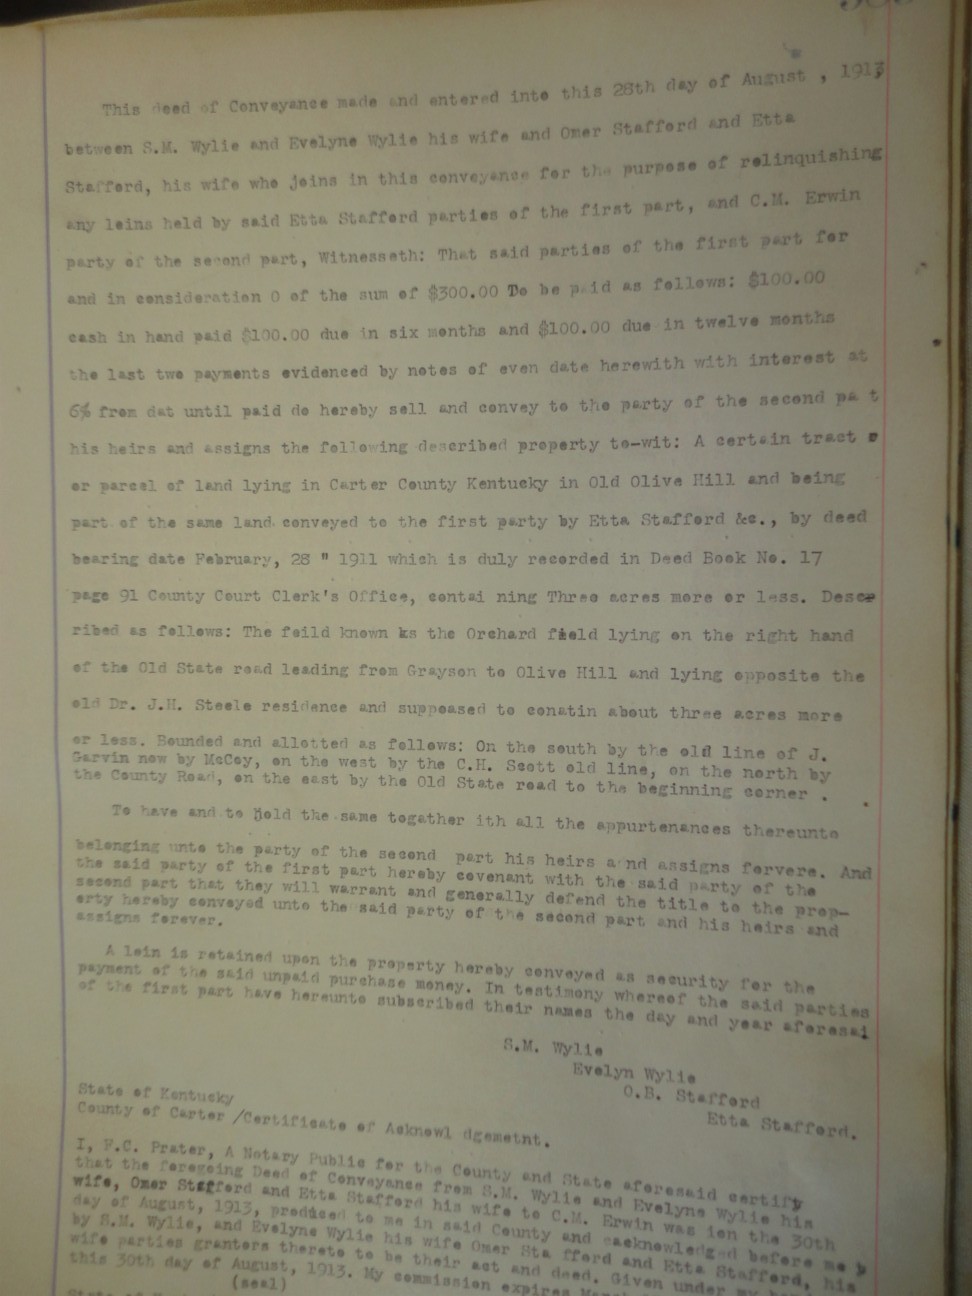 This deed of Conveyance made and entered into this 28th day of August , 1913,
between S.M. Wylie and Evelyne Wylie his wife and Omer Stafford and Etta
Stafford, his wife who joins in this conveyance for the purpose of relinquishing
any leins held by said Etta Stafford parties of the first part, and C.M. Erwin
party of the second part, Witnesseth: That said parties of the first part for
and in consideration O of the sum of $300.00 To be paid as follows: $100.00
cash in hand paid $100.00 due in six months and $100.00 due in twelve months
the last two payments evidenced by notes of even date herewith with interest at
6% from dat until paid do hereby sell and convey to the party of the second pa t
his heirs and assigns the following described property to-wit: A certain tract
or parcel of land lying in Carter County Kentucky in Old Olive Hill and being
part of the same land conveyed to the first party by Etta Stafford &c., by deed
bearing date February, 28 " 1911 which is duly recorded in Deed Book No. 17
page 91 County Court Clerk's Office, contai ning Three acres more or less. Desc-
ribed as follows: The feild known as the Orchard field lying on the right hand
of the Old State road leading from Grayson to Olive Hill and lying opposite the
old Dr. J.H. Steele residence and suppoased to conatin about three acres more
or less. Bounded and allotted as follows: On the south by the old line of J.
Garvin now by McCoy, on the west by the C.H. Scott old line, on the north by
the County Road, on the east by the Old State road to the beginning corner .
To have and to hold the same together ith all the appurtenances thereunto
belonging unto the party of the second part his heirs a nd assigns forvere. And
the said party of the first part hereby covenant with the said party of the
second part that they will warrant and generally defend the title to the prop-
erty hereby conveyed unto the said party of the second part and his heirs and
assigns forever.
A lein is retained upon the property hereby conveyed as security for the
payment of the said unpaid purchase money. In testimony whereof the said parties
of the first part have hereunto subscribed their names the day and year aforesai
S.M. Wylie
Evelyn Wylie
O.B. Stafford
Etta Stafford.
State of Kentucky
County of Carter /Certificate of Acknowl dgemetnt.
I, F.C. Prater, A Notary Public for the County and State aforesaid certify
that the foregoing Deed of Conveyance from S.M. Wylie and Evelyne Wylie his
wife, Omer Stafford and Etta Stafford his wife to C.M. Erwin was ion the 30th
day of August, 1913, produced to me in said County and acknowledged before me
by S.M. Wylie, and Evelyne Wylie his wife Omer Sta fford and Etta Stafford, his
wife parties grantors thereto to be their act and deed. Given under my
this 30th day of August, 1913. My commission expires
(seal)